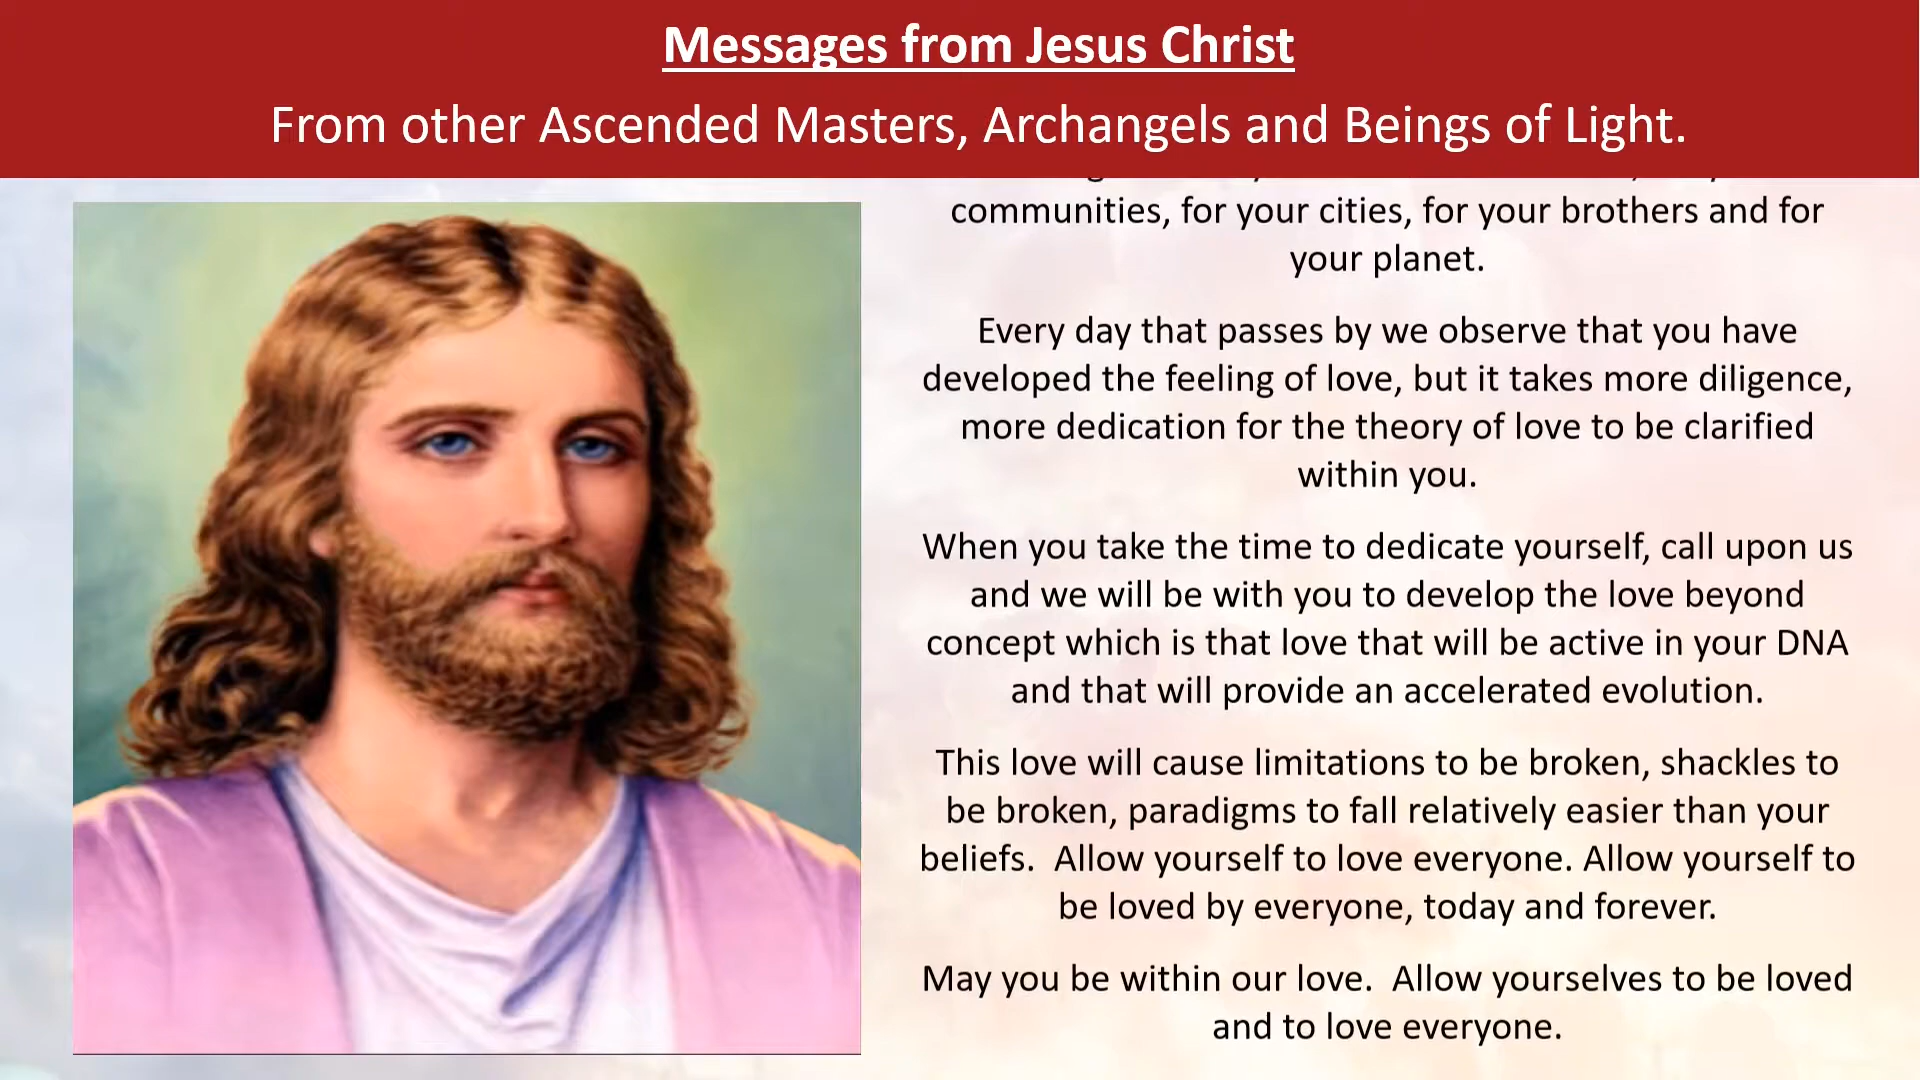 Messages from Jesus Christ
From other Ascended Masters, Archangels and Beings of Light.
communities, for your cities, for your brothers and for
your planet.
Every day that passes by we observe that you have
developed the feeling of love, but it takes more diligence,
more dedication for the theory of love to be clarified
within you.
When you take the time to dedicate yourself, call upon us
and we will be with you to develop the love beyond
concept which is that love that will be active in your DNA
and that will provide an accelerated evolution.
This love will cause limitations to be broken, shackles to
be broken, paradigms to fall relatively easier than your
beliefs.  Allow yourself to love everyone. Allow yourself to
be loved by everyone, today and forever.
May you be within our love.  Allow yourselves to be loved
and to love everyone.